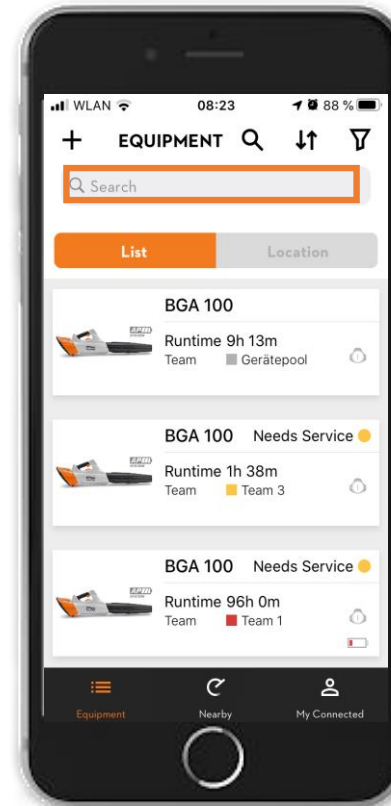 WLAN 08:23 88 %
EQUIPMENT
Search
List Location
BGA 100
Runtime 9h 13m
Team Gerätepool
BGA 100 Needs Service
Runtime 1h 38m
Team Team 3
BGA 100 Needs Service
Runtime 96h 0m
Team Team 1
Equipment Nearby My Connected